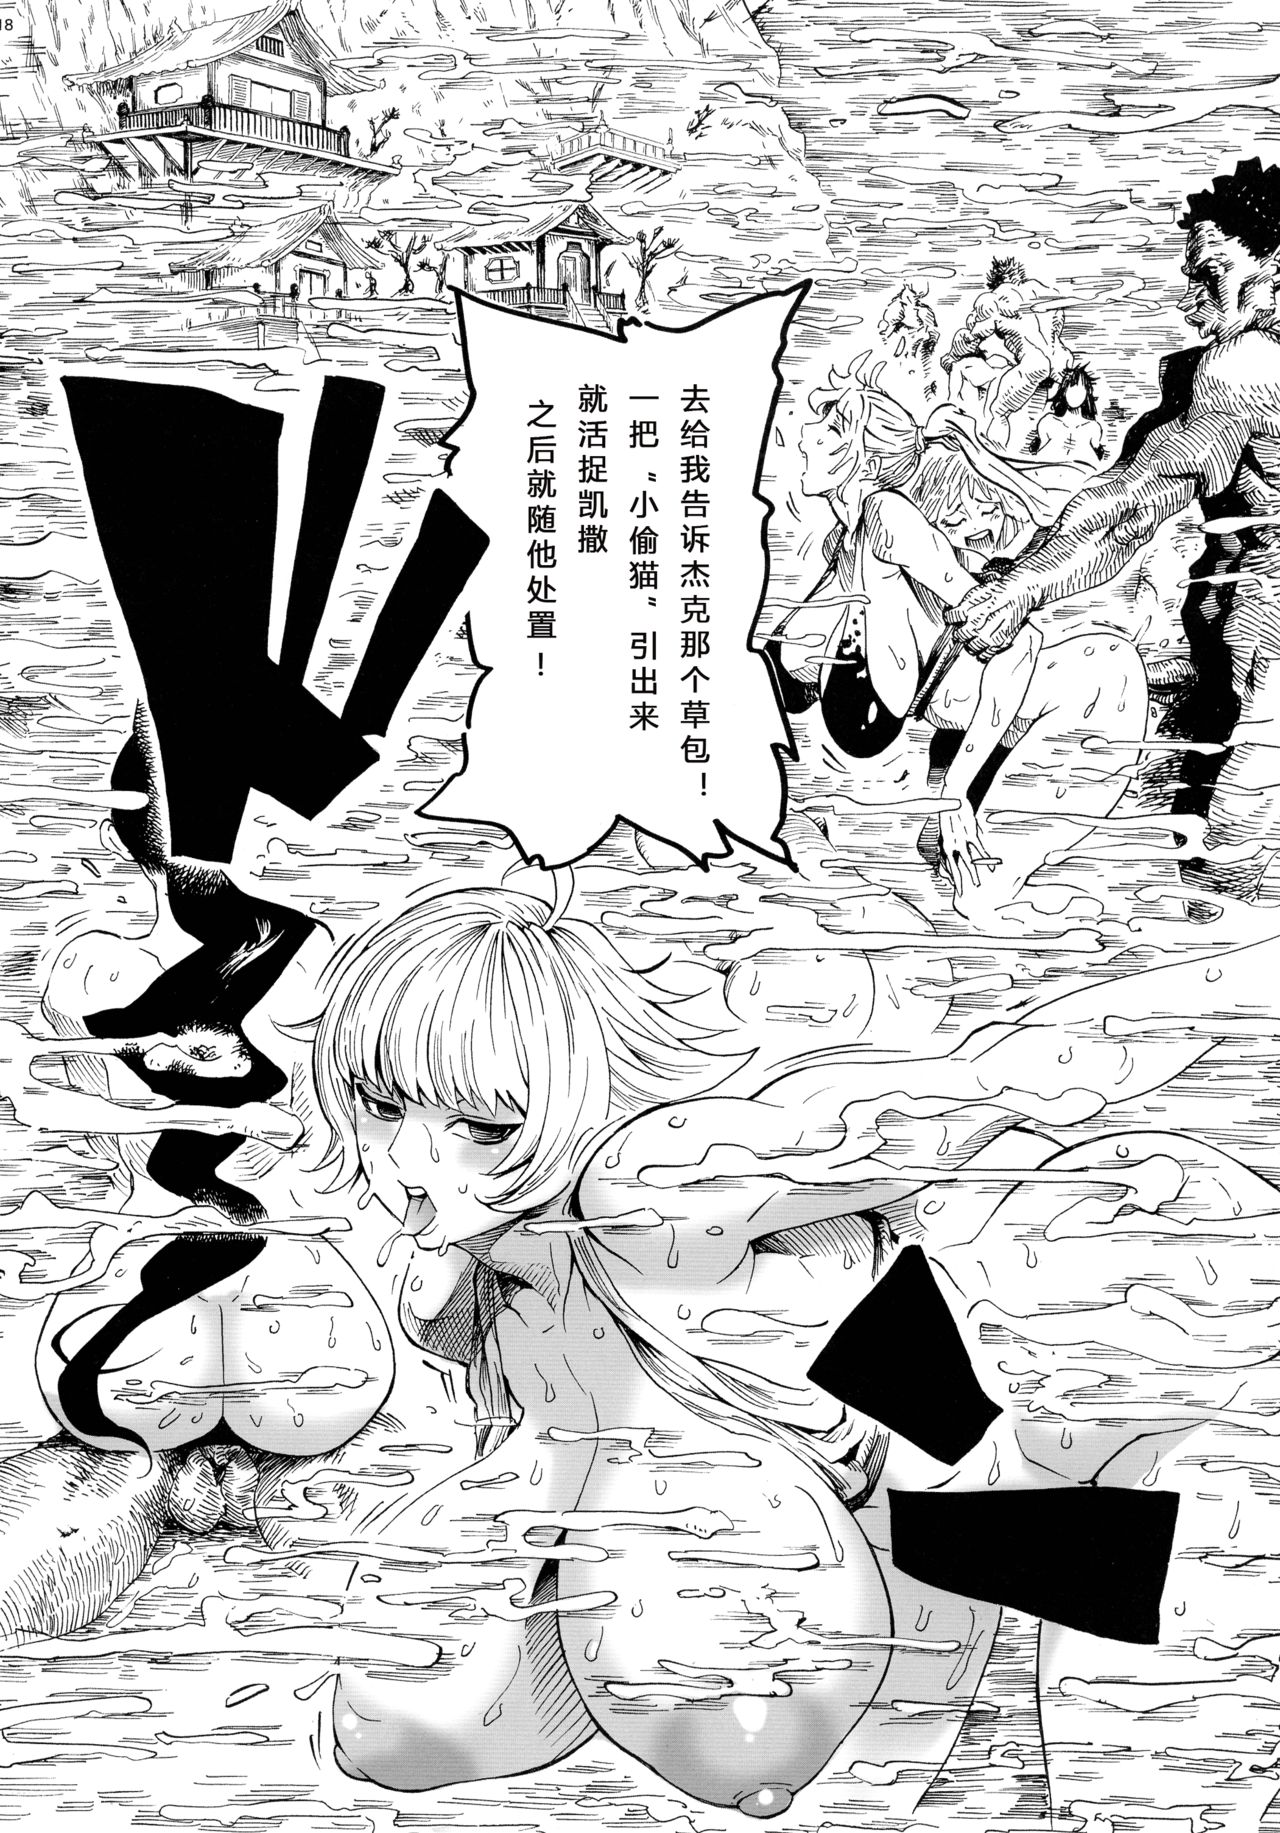 18
去给我告诉杰克那个草包！
一把“小偷猫”引出来
就活捉凯撒
之后就随他处置！